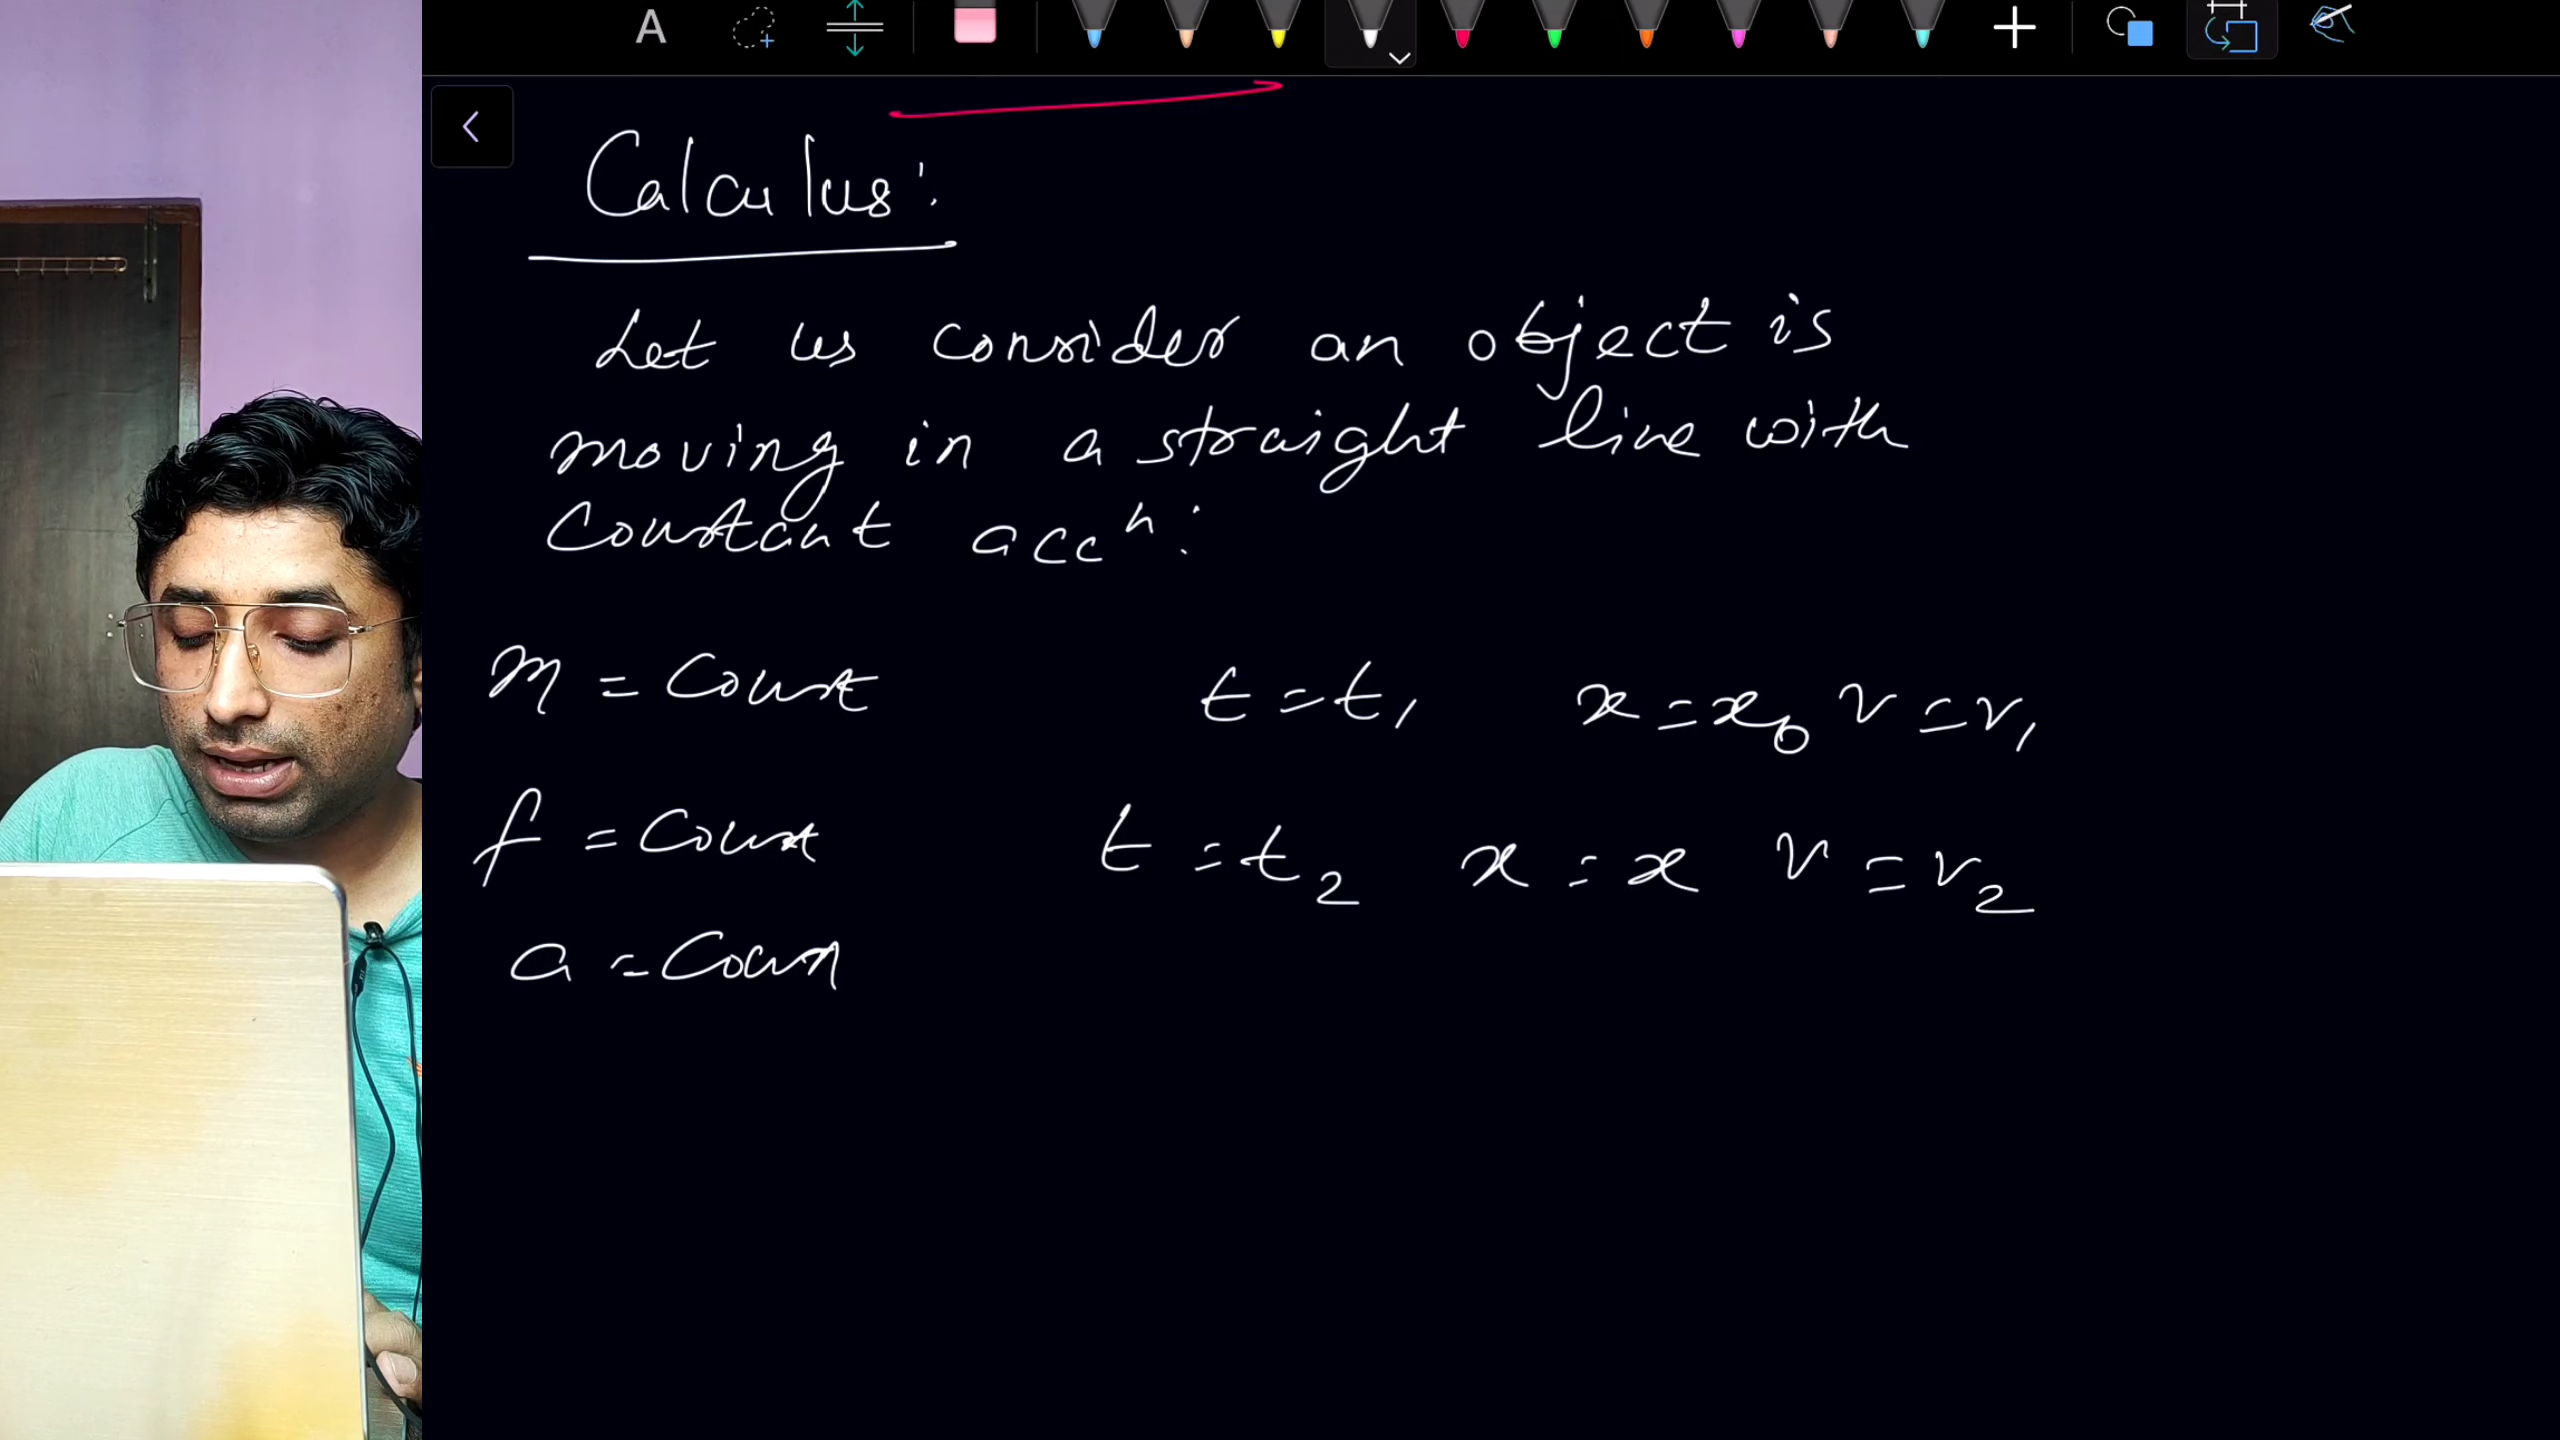 A
Calculus:
Let us consider an object is
moving in a straight line with
Constant accⁿ:
m = Const t = t₁ x = x₀ v = v₁
f = Const t = t₂ x = x v = v₂
a = Const